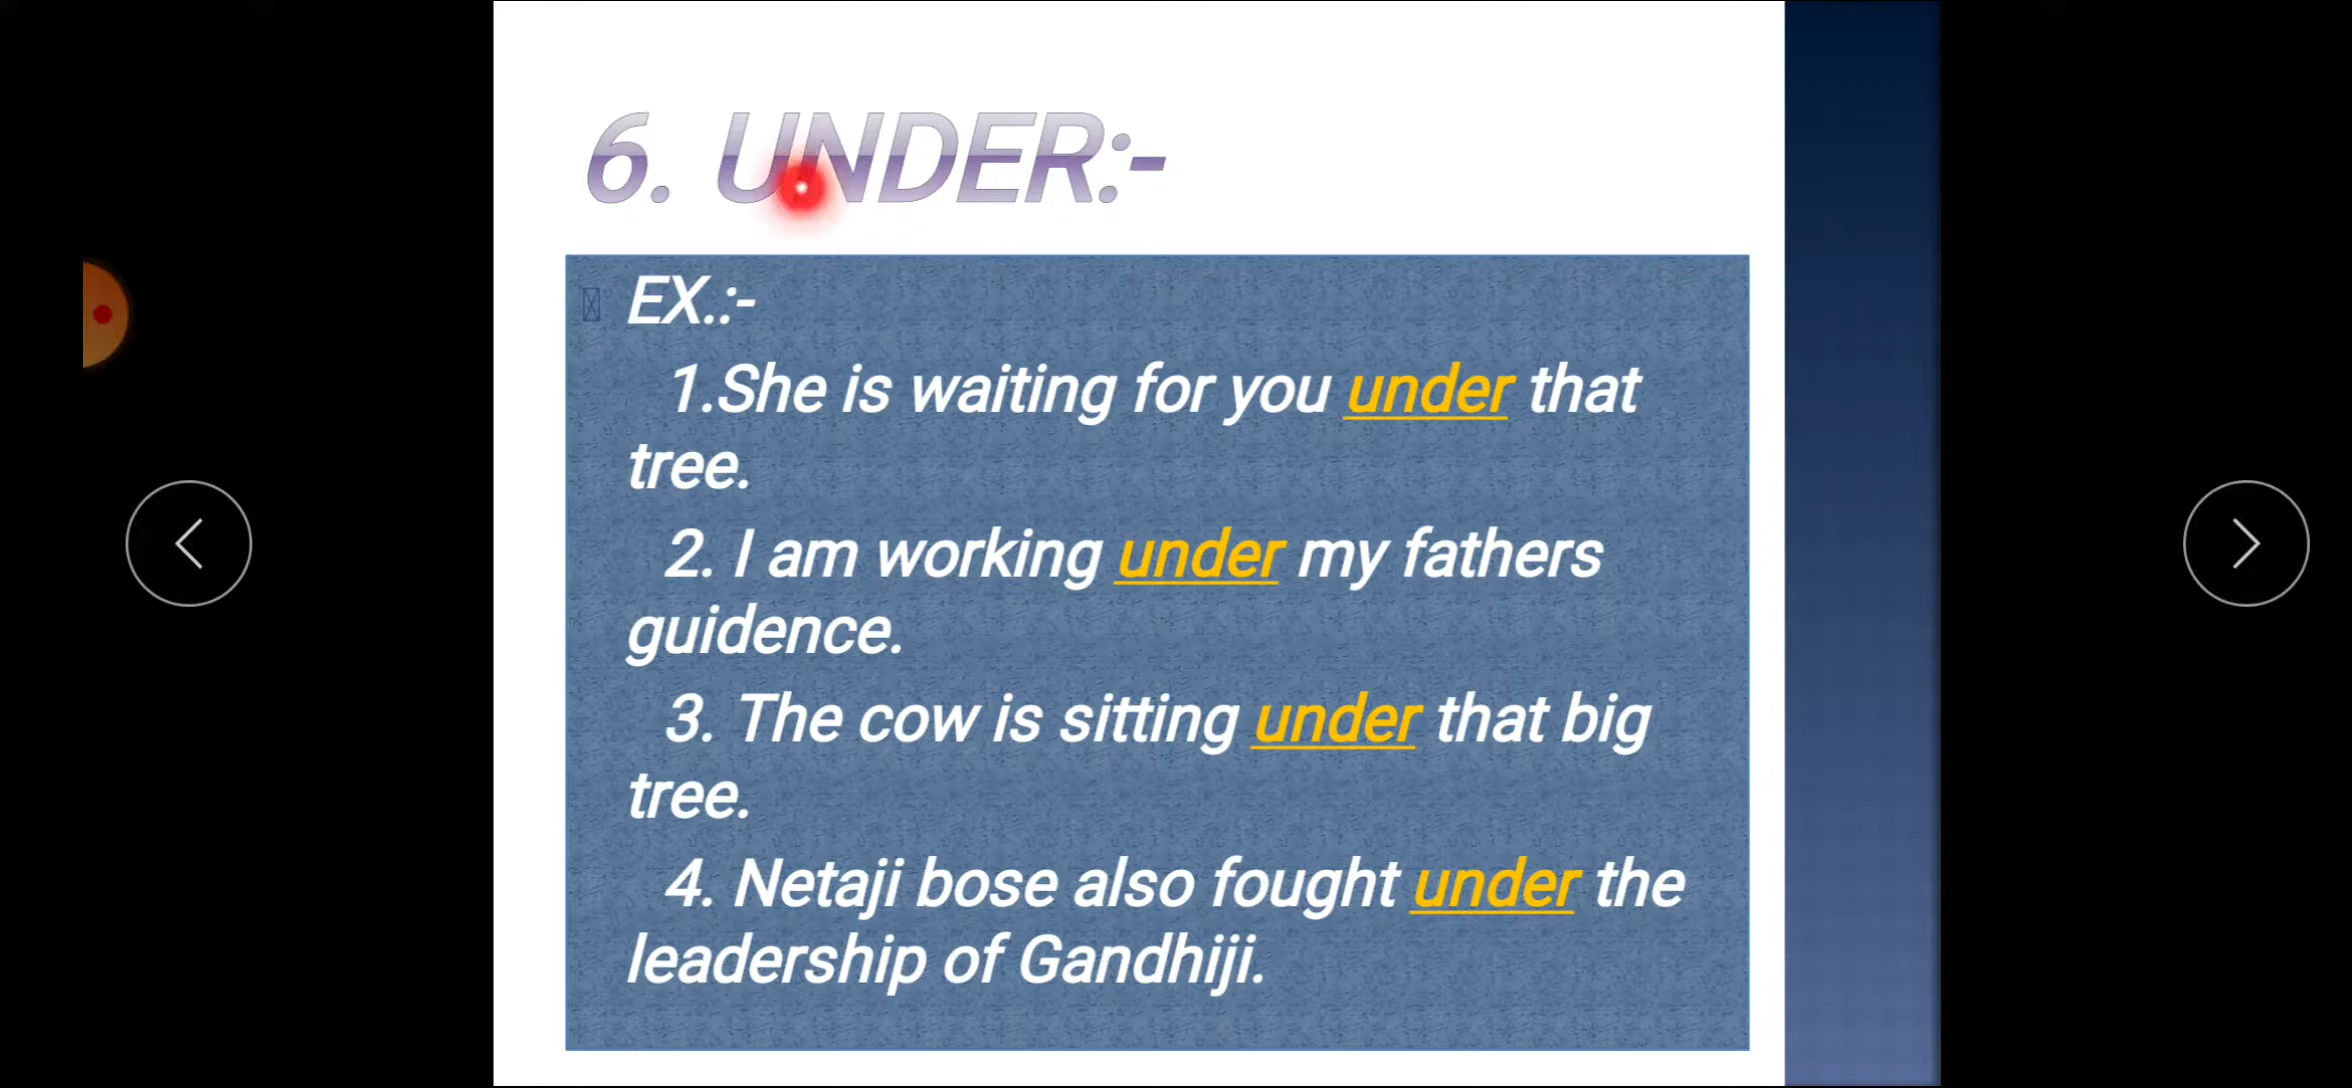 6. UNDER:-
EX.:-
1.She is waiting for you under that
tree.
2. I am working under my fathers
guidence.
3. The cow is sitting under that big
tree.
4. Netaji bose also fought under the
leadership of Gandhiji.